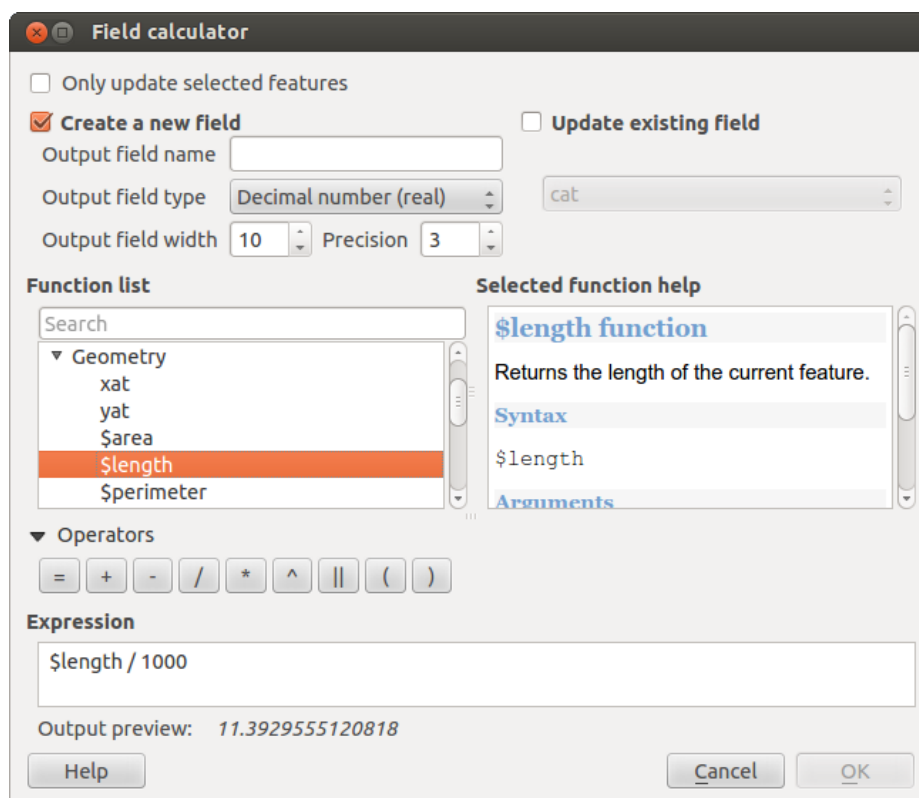 Field calculator
Only update selected features
Create a new field
Update existing field
Output field name
Output field type Decimal number (real)
cat
Output field width 10 Precision 3
Function list
Selected function help
Search
Geometry
xat
yat
$area
$length
$perimeter
$length function
Returns the length of the current feature.
Syntax
$length
Arguments
Operators
= + - / * ^ || ( )
Expression
$length / 1000
Output preview: 11.3929555120818
Help Cancel OK